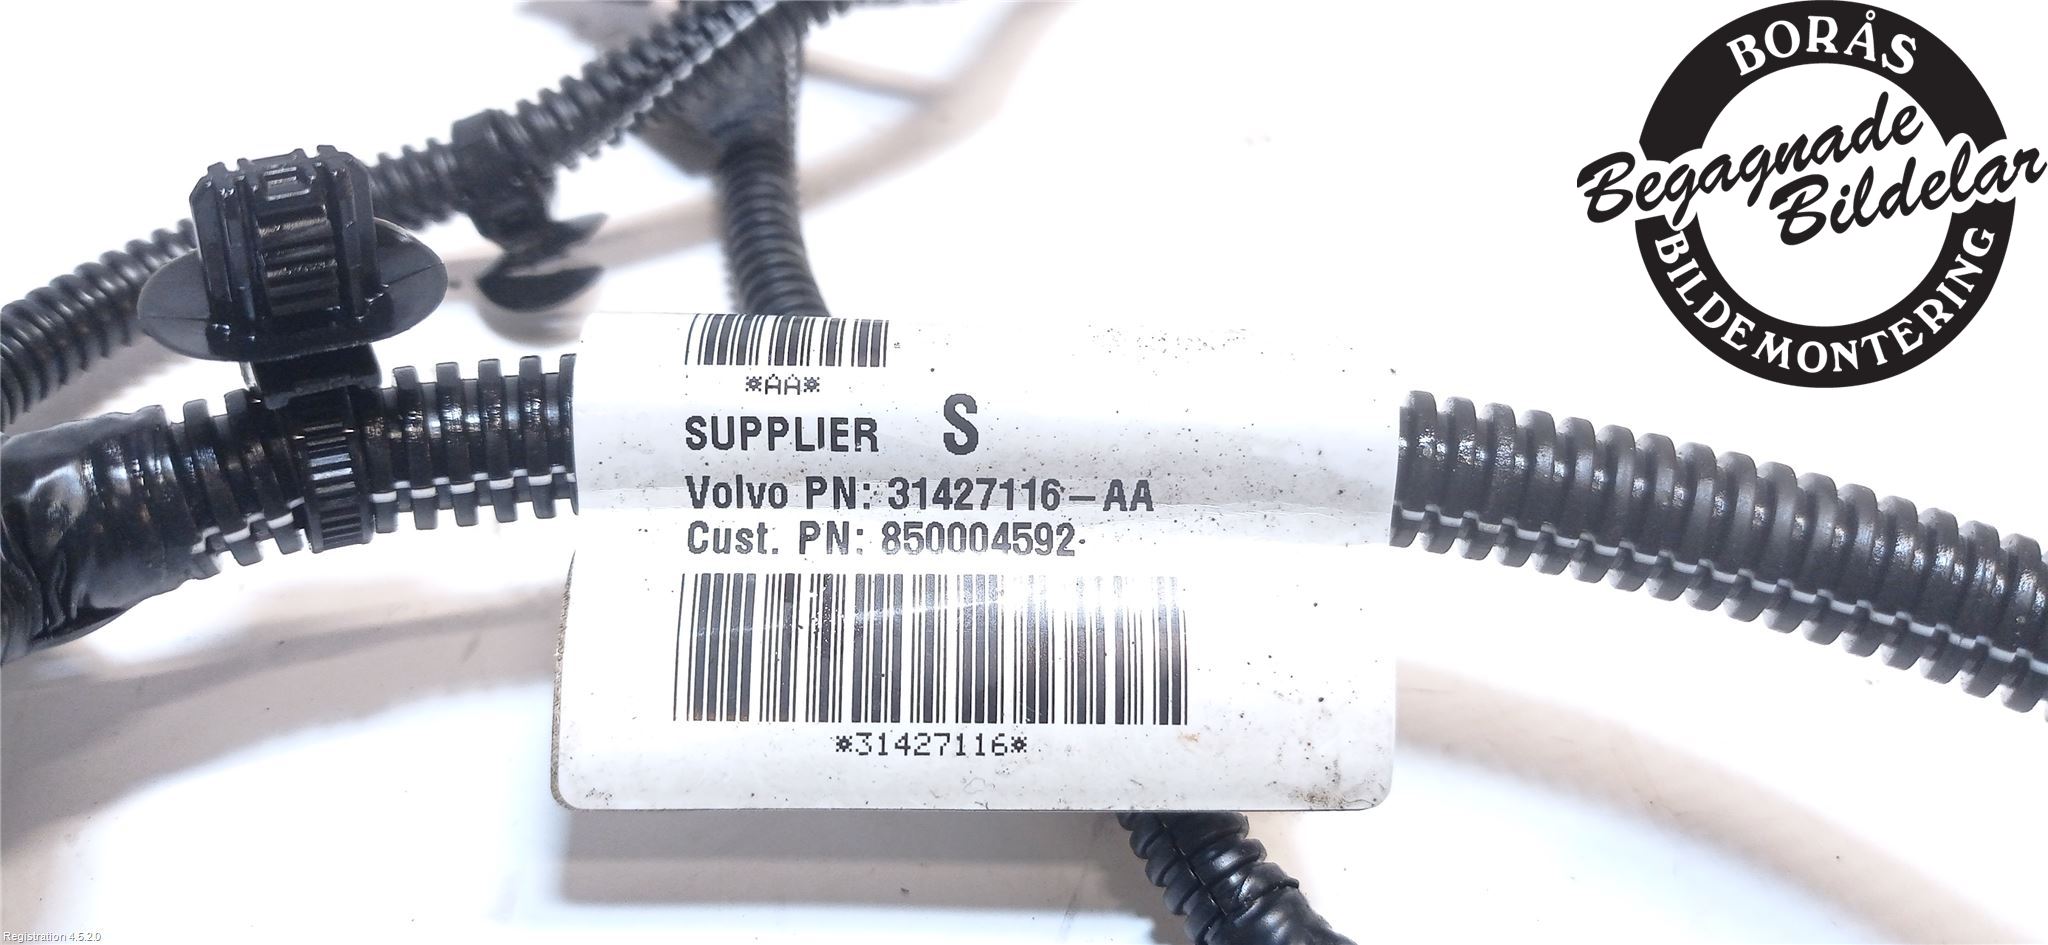 BORÅS
Begagnade
Bildelar
BILDEMONTERING
*AA*
SUPPLIER S
Volvo PN: 31427116-AA
Cust. PN: 850004592
*31427116*
Registration 4.5.2.0